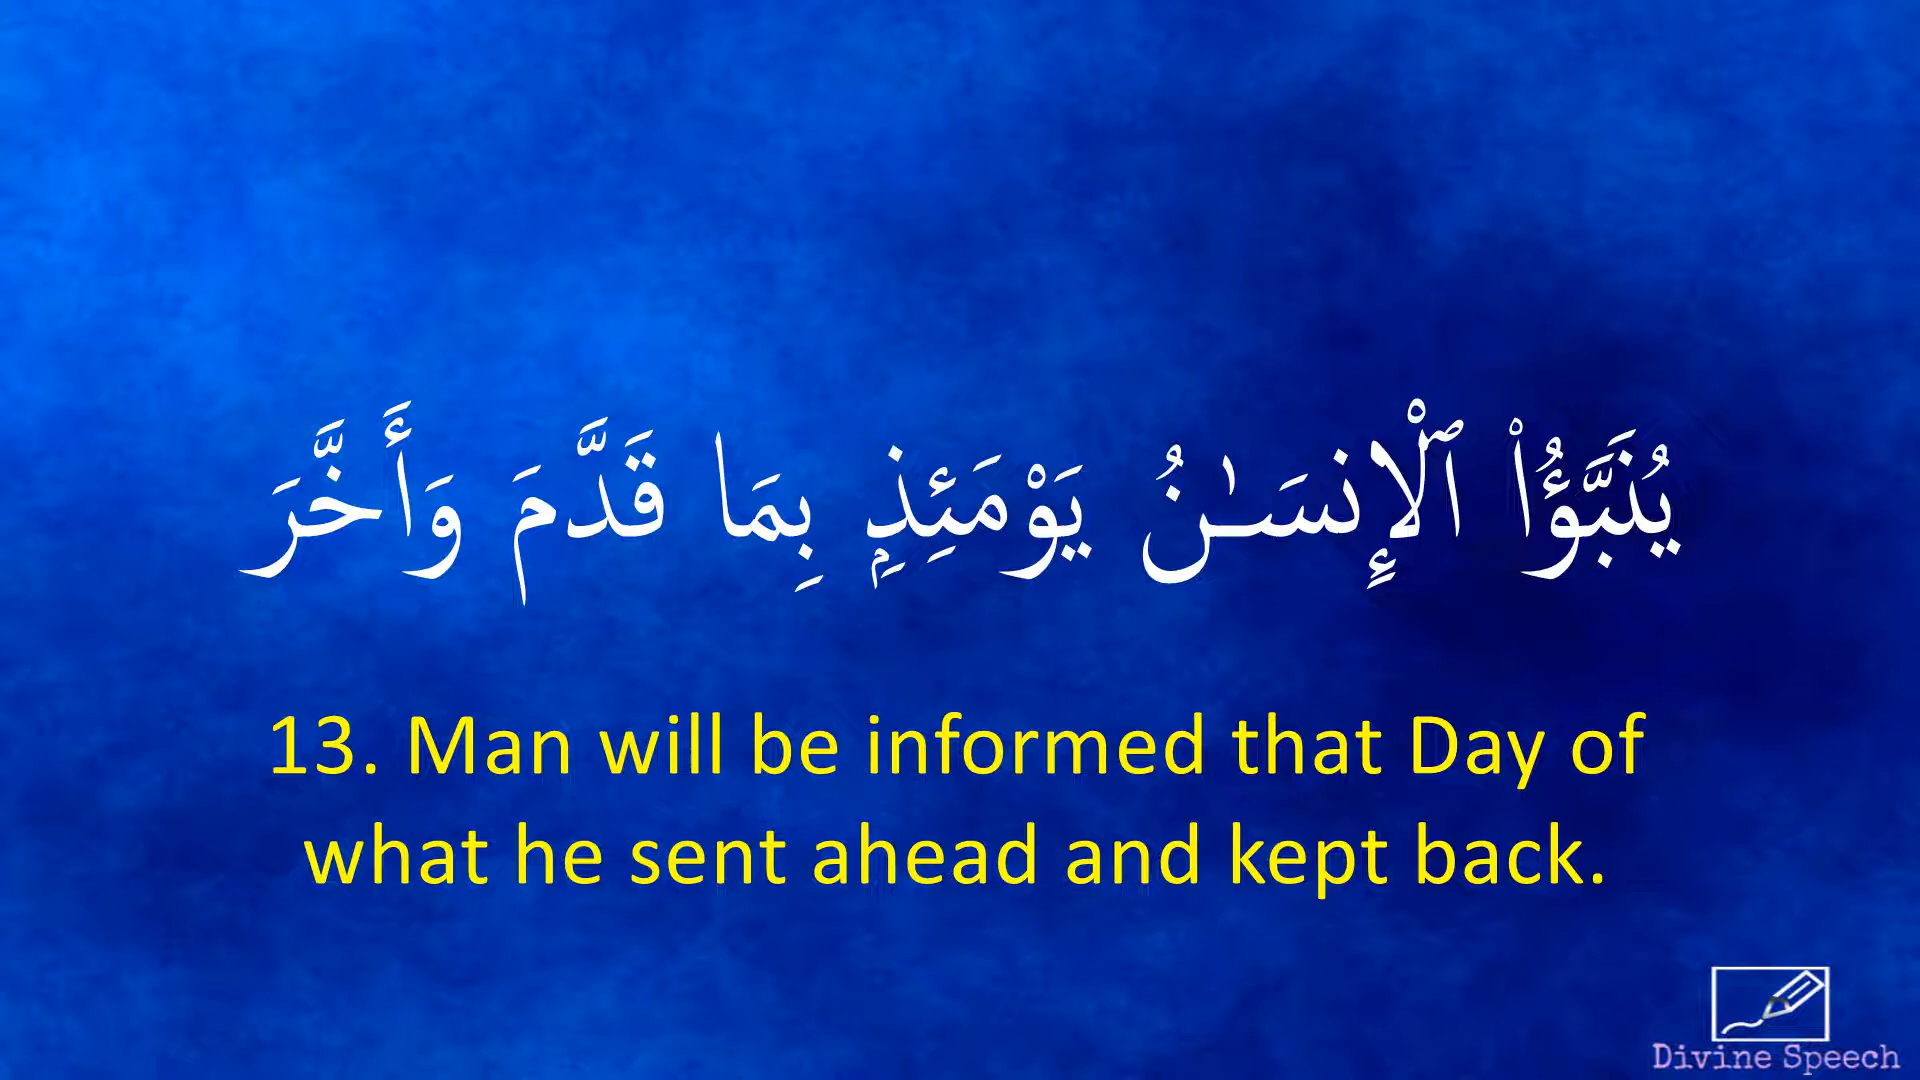 يُنَبَّؤُا۟ ٱلْإِنسَـٰنُ يَوْمَئِذٍۭ بِمَا قَدَّمَ وَأَخَّرَ
13. Man will be informed that Day of
what he sent ahead and kept back.
Divine Speech